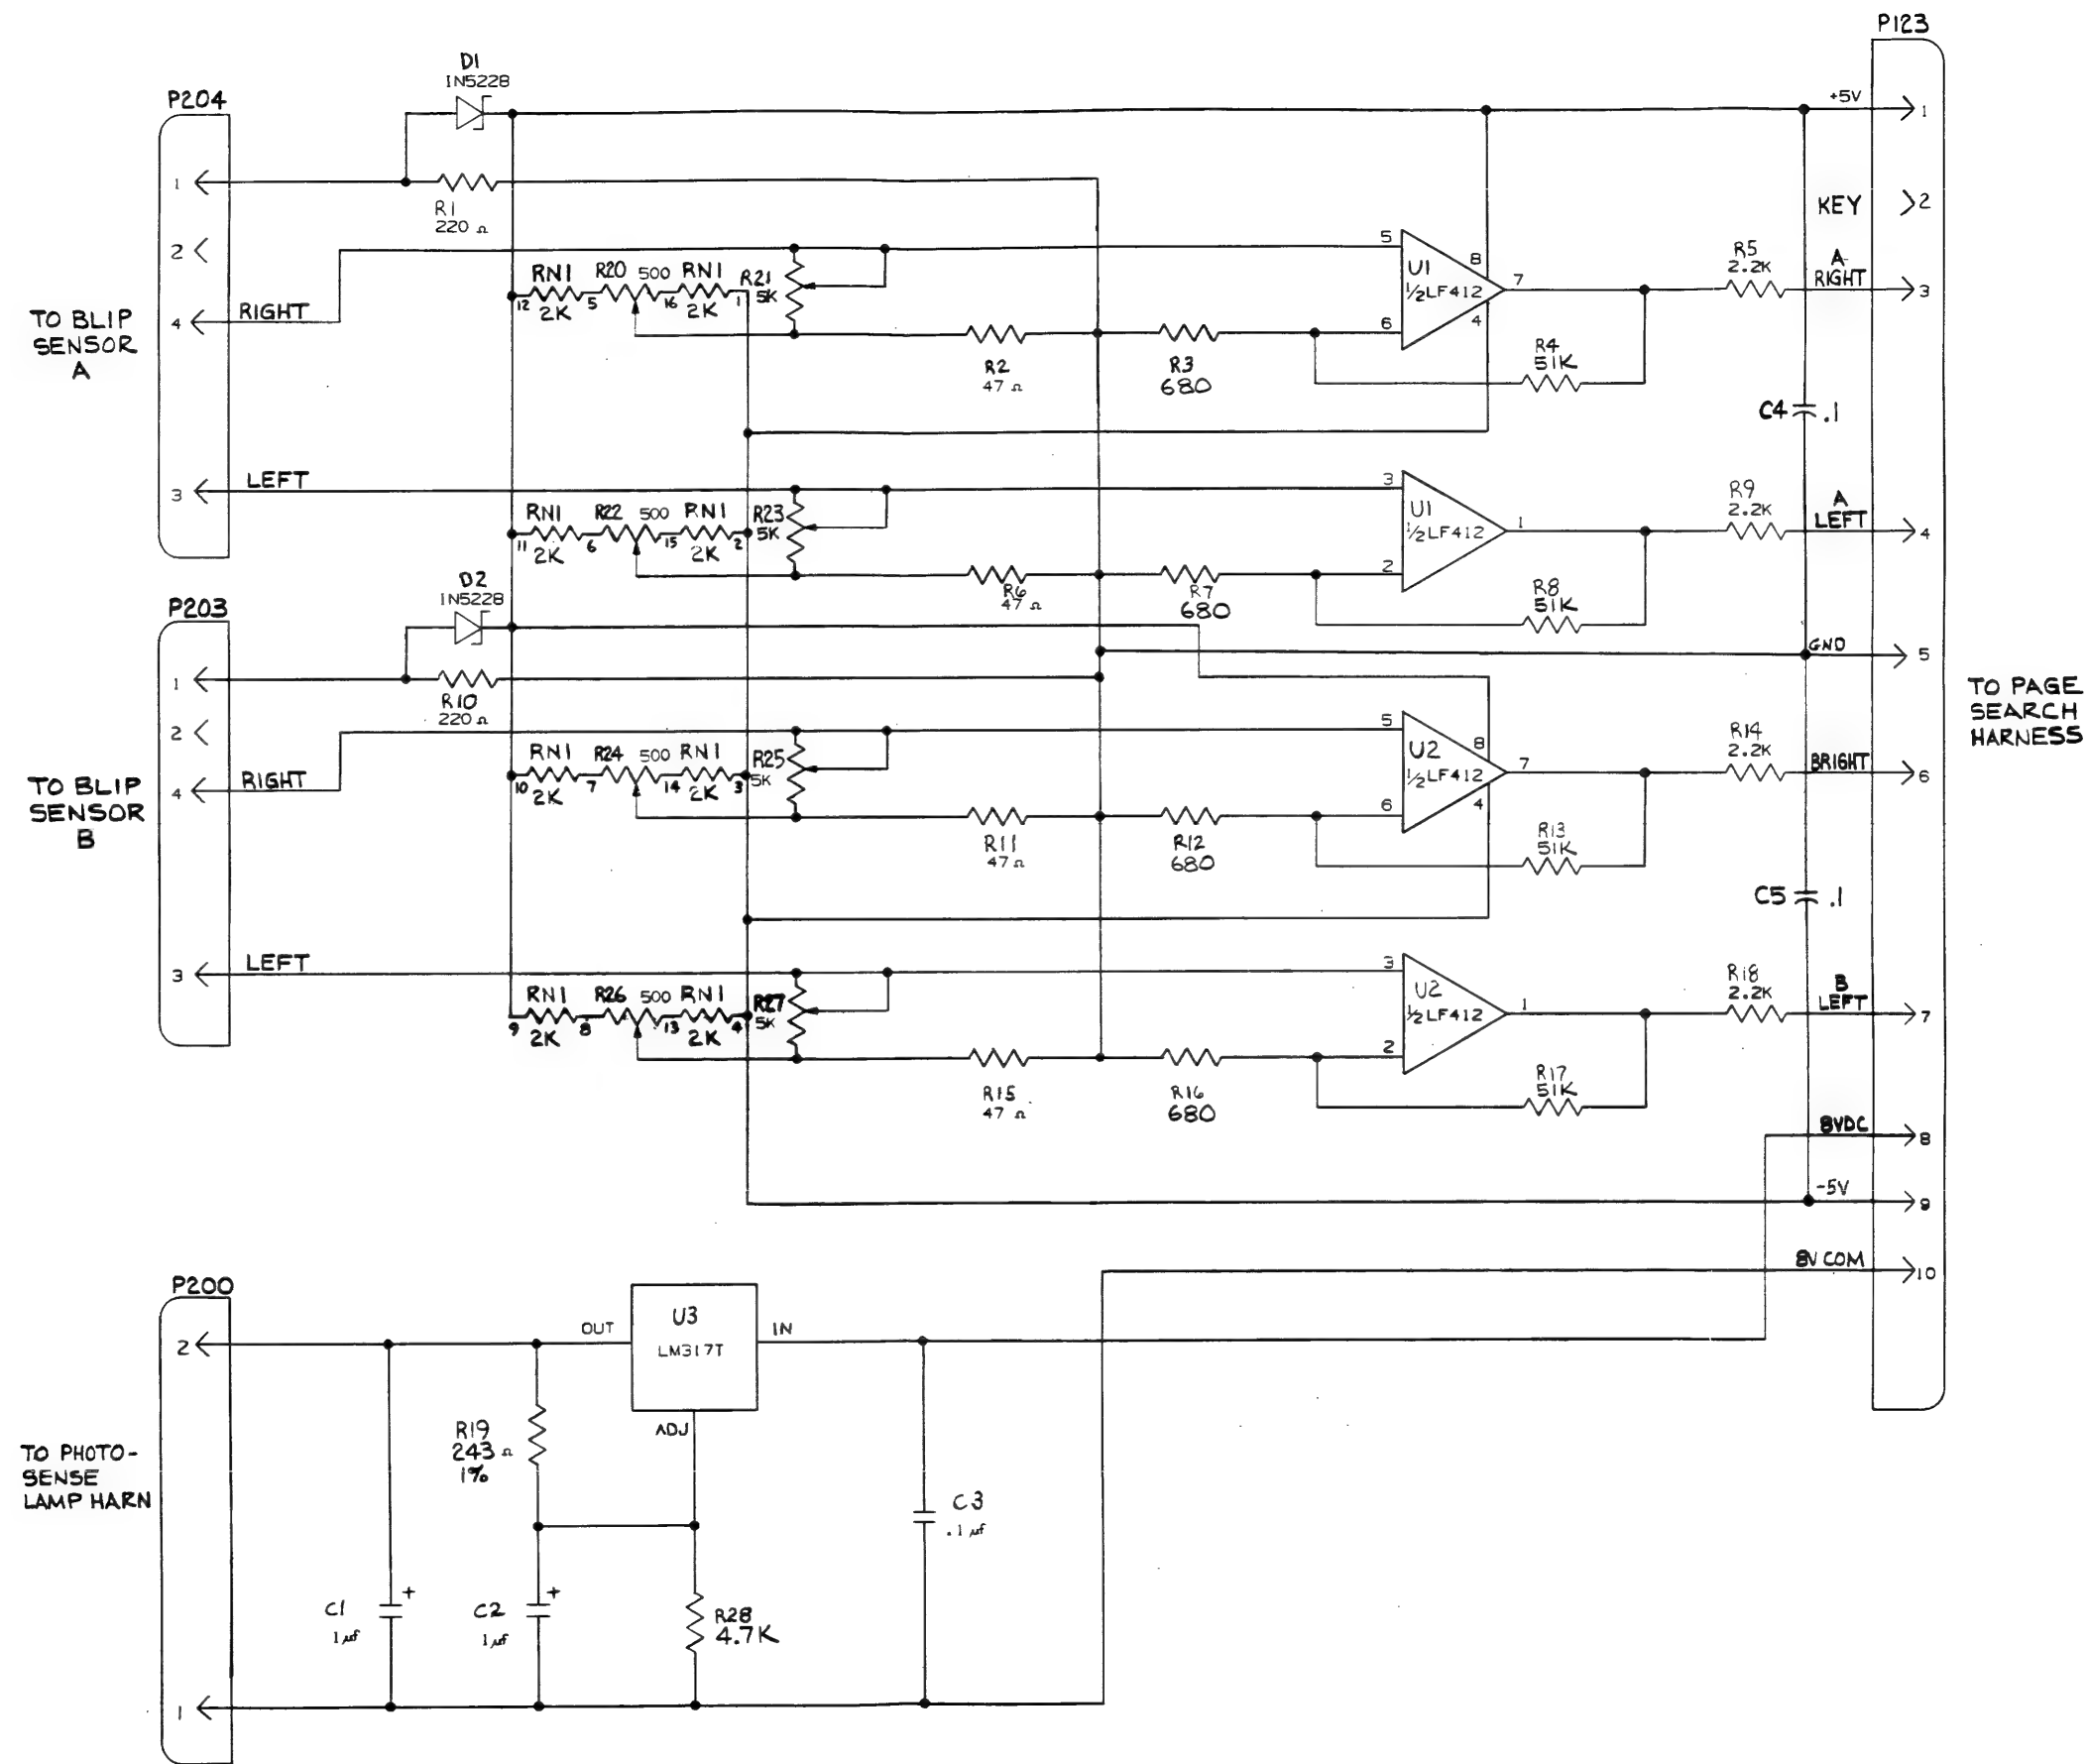 P123
D1
1N5228
P204
+5V
1
1
2
KEY
R1
220 Ω
2
5
8
U1
½LF412
7
6
4
R5
2.2K
A
RIGHT
3
RN1
R20
500
RN1
R21
5K
12
2K
5
16
2K
1
TO BLIP
SENSOR
A
4
RIGHT
R2
47 Ω
R3
680
R4
51K
C4
.1
3
LEFT
RN1
R22
500
RN1
R23
5K
11
2K
6
15
2K
2
3
U1
½LF412
1
2
R9
2.2K
A
LEFT
4
R6
47 Ω
R7
680
R8
51K
D2
1N5228
P203
GND
5
1
R10
220 Ω
2
TO PAGE
SEARCH
HARNESS
5
8
U2
½LF412
7
6
4
R14
2.2K
BRIGHT
6
RN1
R24
500
RN1
R25
5K
10
2K
7
14
2K
3
TO BLIP
SENSOR
B
4
RIGHT
R11
47 Ω
R12
680
R13
51K
C5
.1
3
LEFT
RN1
R26
500
RN1
R27
5K
9
2K
8
13
2K
4
3
U2
½LF412
1
2
R18
2.2K
B
LEFT
7
R15
47 Ω
R16
680
R17
51K
8VDC
8
-5V
9
8V COM
10
P200
2
OUT
U3
LM317T
IN
ADJ
R19
243 Ω
1%
TO PHOTO-
SENSE
LAMP HARN
C3
.1 µf
+
C1
1 µf
+
C2
1 µf
R28
4.7K
1